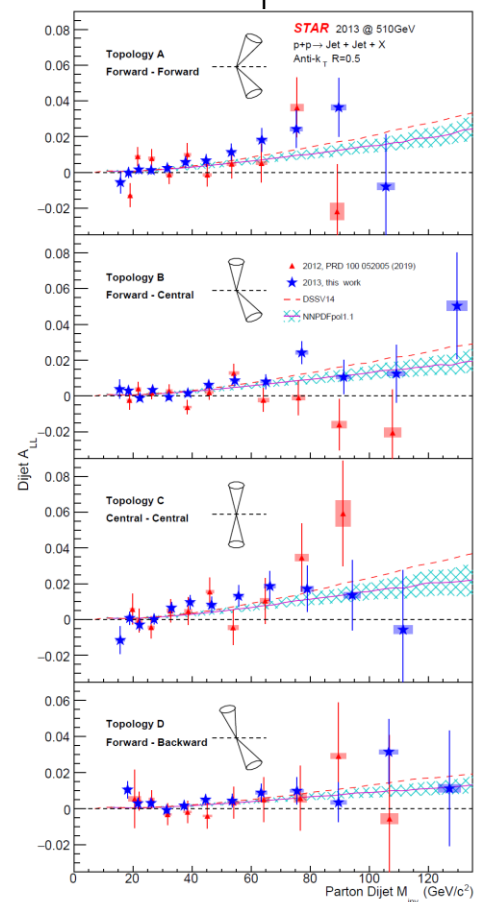 STAR 2013 @ 510GeV
p+p→ Jet + Jet + X
Anti-k_T R=0.5
Topology A
Forward - Forward
0.08
0.06
0.04
0.02
0
−0.02
Topology B
Forward - Central
2012, PRD 100 052005 (2019)
2013, this work
DSSV14
NNPDFpol1.1
0.08
0.06
0.04
0.02
0
−0.02
Dijet A_LL
Topology C
Central - Central
0.08
0.06
0.04
0.02
0
−0.02
Topology D
Forward - Backward
0.06
0.04
0.02
0
−0.02
0 20 40 60 80 100 120
Parton Dijet M_inv (GeV/c²)